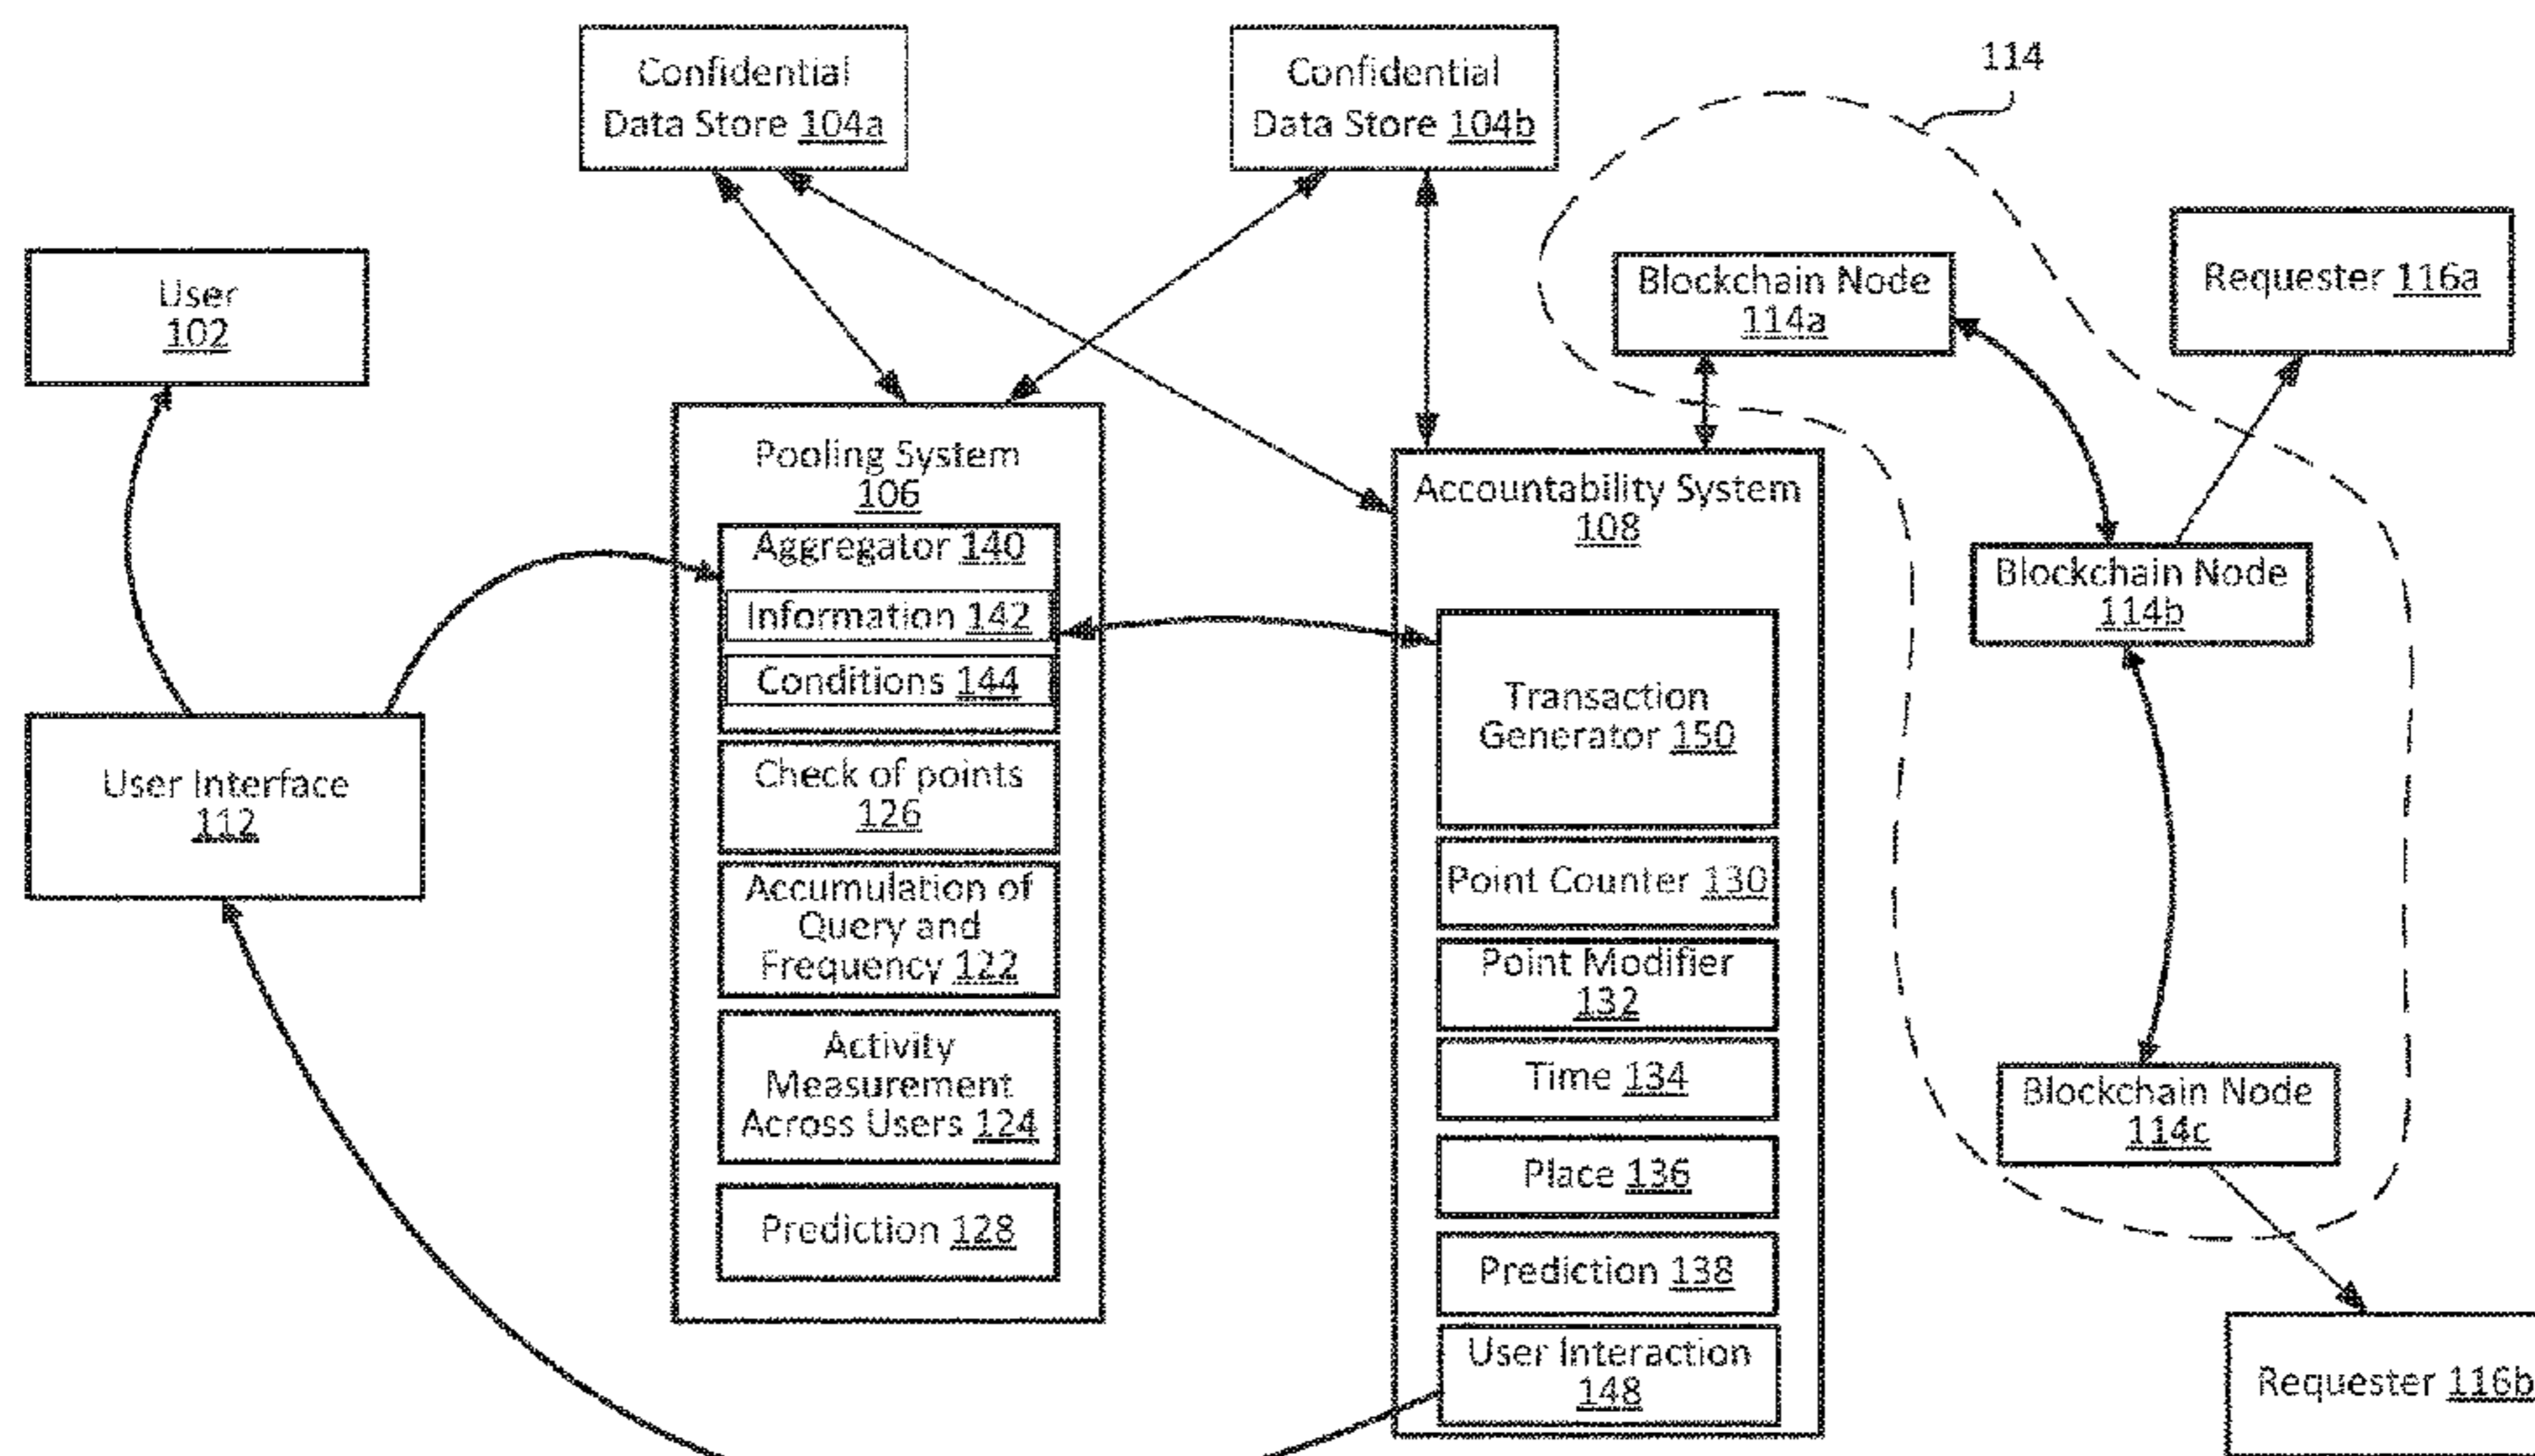 Confidential
Data Store 104a
Confidential
Data Store 104b
114
User
102
Blockchain Node
114a
Requester 116a
Pooling System
106
Accountability System
108
Aggregator 140
Information 142
Conditions 144
Blockchain Node
114b
Transaction
Generator 150
User Interface
112
Check of points
126
Accumulation of
Query and
Frequency 122
Point Counter 130
Point Modifier
132
Activity
Measurement
Across Users 124
Time 134
Blockchain Node
114c
Place 136
Prediction 128
Prediction 138
User Interaction
148
Requester 116b